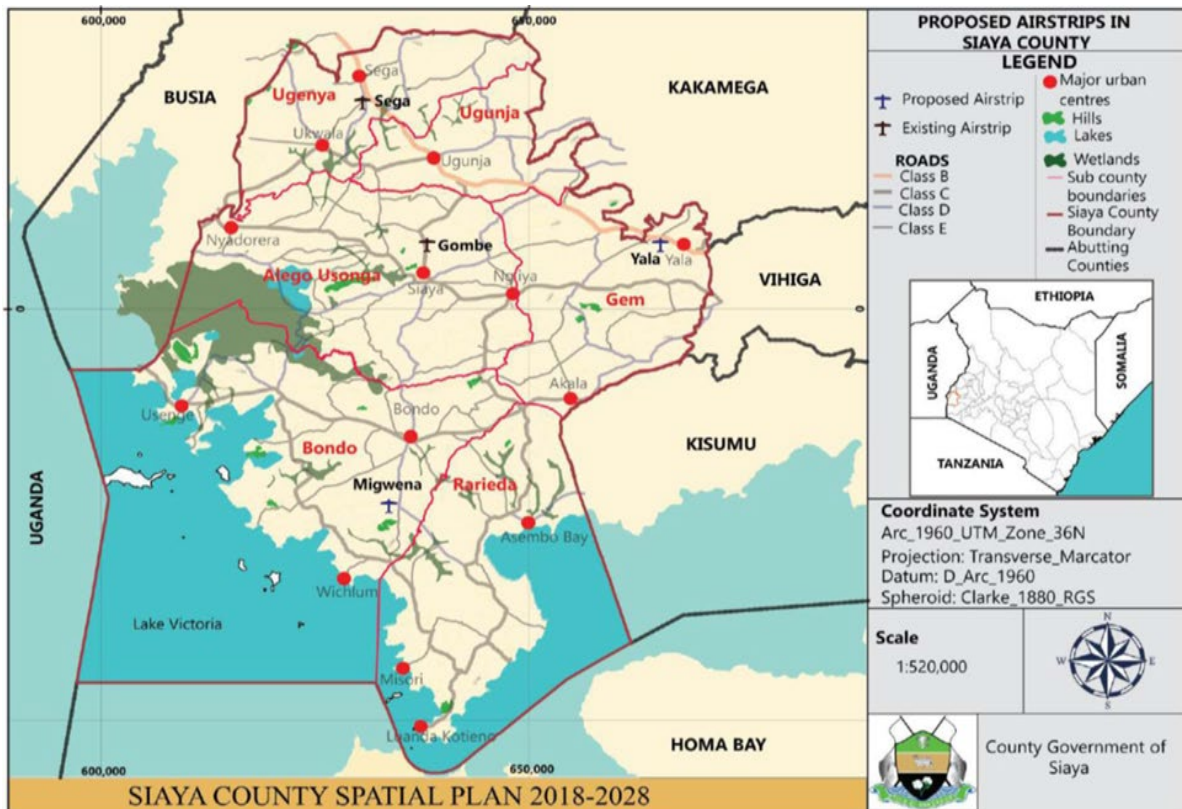 600,000
650,000
BUSIA
KAKAMEGA
Sega
Ugenya
Sega
Ugunja
Ukwala
Ugunja
Nyadorera
Gombe
Yala
Yala
VIHIGA
Alego Usonga
Siaya
Ng'iya
Gem
0
0
Akala
Usenge
Bondo
KISUMU
Bondo
Migwena
Rarieda
UGANDA
Asembo Bay
Wichlum
Lake Victoria
Misori
Luanda Kotieno
HOMA BAY
600,000
650,000
SIAYA COUNTY SPATIAL PLAN 2018-2028
PROPOSED AIRSTRIPS IN
SIAYA COUNTY
LEGEND
Proposed Airstrip
Existing Airstrip
ROADS
Class B
Class C
Class D
Class E
Major urban
centres
Hills
Lakes
Wetlands
Sub county
boundaries
Siaya County
Boundary
Abutting
Counties
ETHIOPIA
UGANDA
SOMALIA
TANZANIA
Coordinate System
Arc_1960_UTM_Zone_36N
Projection: Transverse_Marcator
Datum: D_Arc_1960
Spheroid: Clarke_1880_RGS
Scale
1:520,000
N
W
E
S
County Government of
Siaya